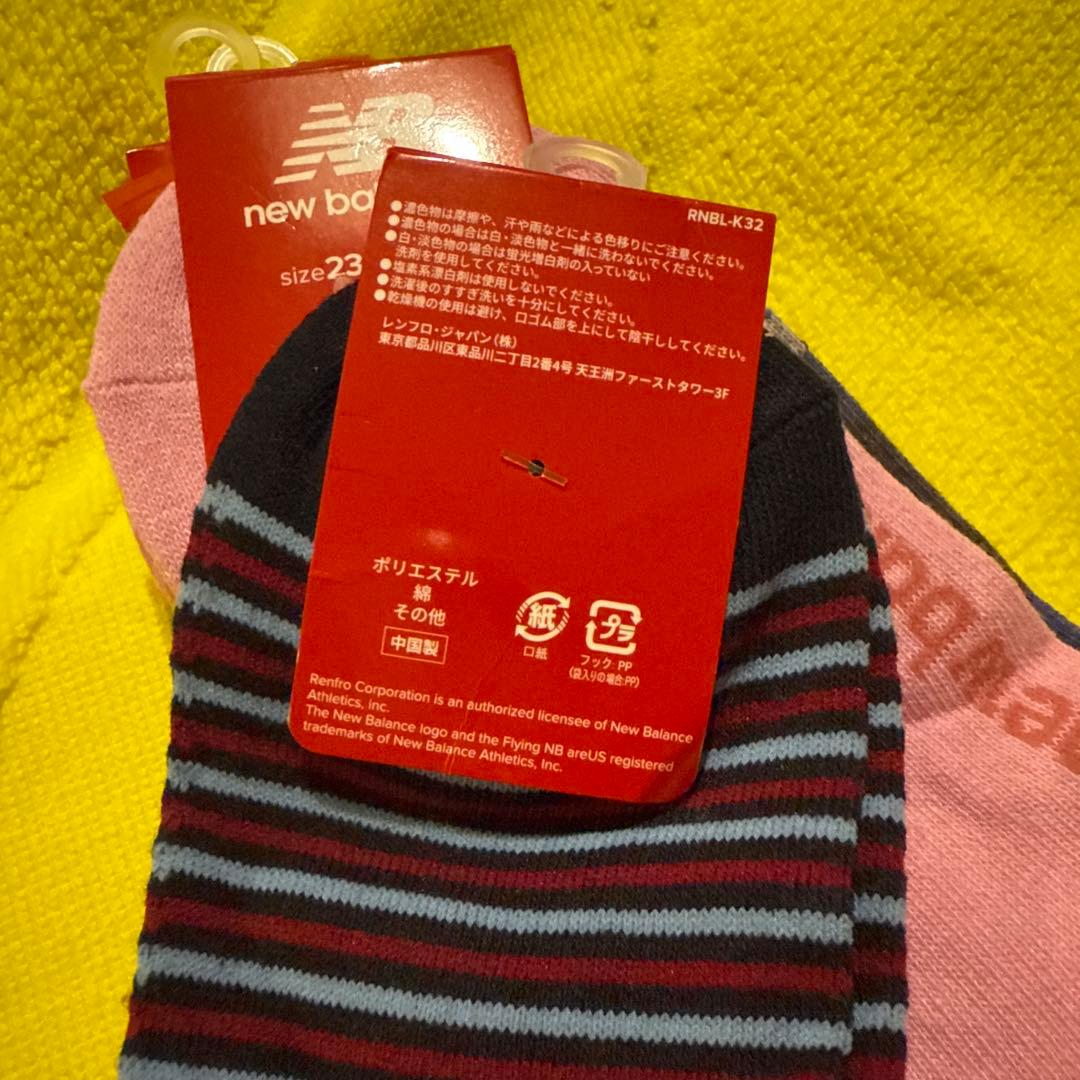 new ba
size23
RNBL-K32
●濃色物は摩擦や、汗や雨などによる色移りにご注意ください。
●濃色物の場合は白・淡色物と一緒に洗わないでください。
●白・淡色物の場合は蛍光増白剤の入っていない
洗剤を使用してください。
●塩素系漂白剤は使用しないでください。
●洗濯後のすすぎ洗いを十分にしてください。
●乾燥機の使用は避け、口ゴム部を上にして陰干ししてください。
レンフロ・ジャパン(株)
東京都品川区東品川二丁目2番4号 天王洲ファーストタワー3F
ポリエステル
綿
その他
中国製
紙
口紙
プラ
フック: PP
(袋入りの場合:PP)
Renfro Corporation is an authorized licensee of New Balance
Athletics, Inc.
The New Balance logo and the Flying NB areUS registered
trademarks of New Balance Athletics, Inc.